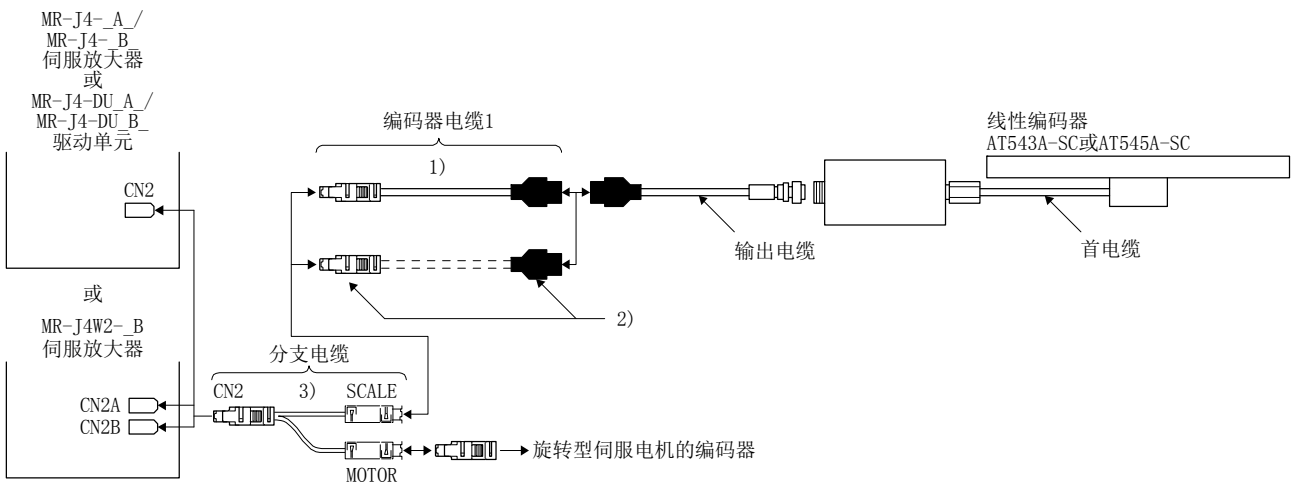 MR-J4-_A_/
MR-J4-_B_
伺服放大器
或
MR-J4-DU_A_/
MR-J4-DU_B_
驱动单元
CN2
或
MR-J4W2-_B
伺服放大器
CN2A
CN2B
编码器电缆1
1)
2)
输出电缆
线性编码器
AT543A-SC或AT545A-SC
首电缆
分支电缆
CN2
3)
SCALE
MOTOR
旋转型伺服电机的编码器